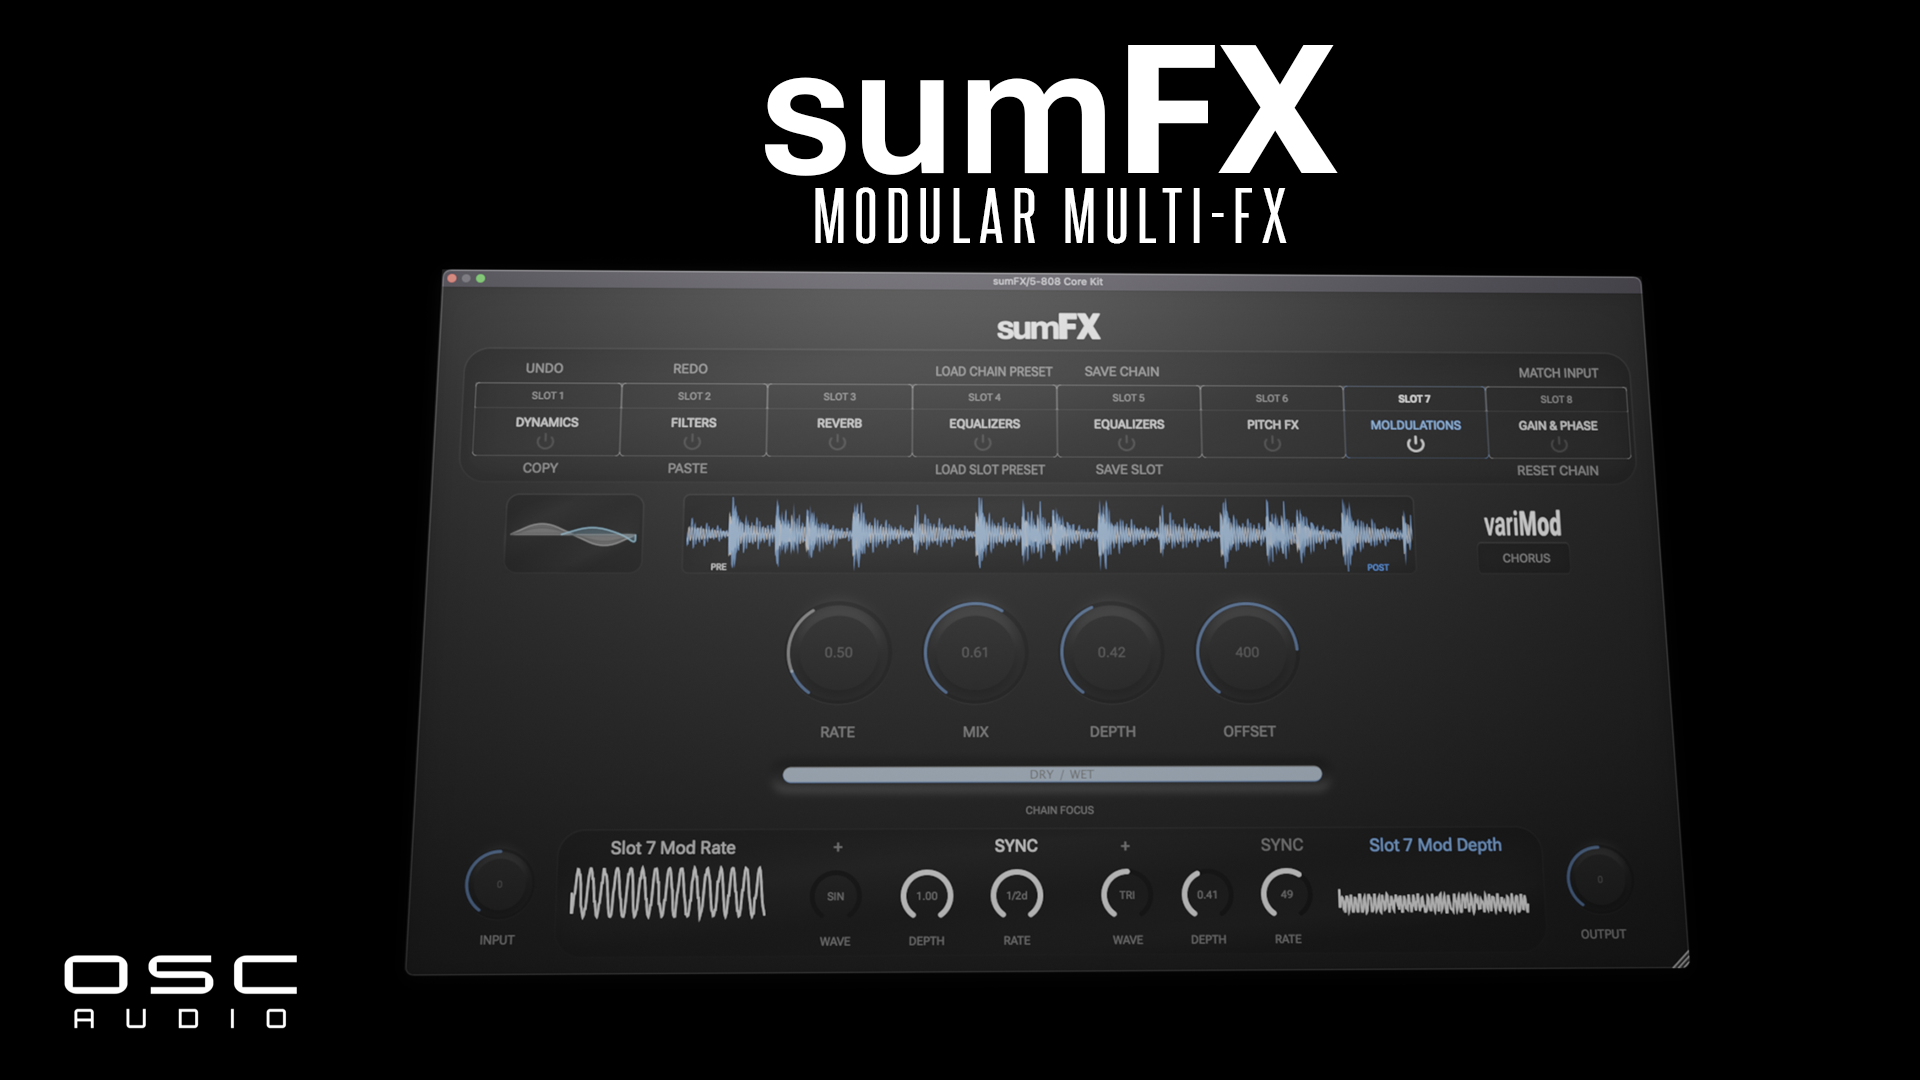 sumFX
MODULAR MULTI-FX
sumFX/5-808 Core Kit
sumFX
UNDO REDO LOAD CHAIN PRESET SAVE CHAIN MATCH INPUT
SLOT 1 SLOT 2 SLOT 3 SLOT 4 SLOT 5 SLOT 6 SLOT 7 SLOT 8
DYNAMICS FILTERS REVERB EQUALIZERS EQUALIZERS PITCH FX MOLDULATIONS GAIN & PHASE
COPY PASTE LOAD SLOT PRESET SAVE SLOT RESET CHAIN
variMod
CHORUS
PRE POST
0.50 0.61 0.42 400
RATE MIX DEPTH OFFSET
DRY / WET
CHAIN FOCUS
Slot 7 Mod Rate + SYNC + SYNC Slot 7 Mod Depth
0 SIN 1.00 1/2d TRI 0.41 49 0
INPUT WAVE DEPTH RATE WAVE DEPTH RATE OUTPUT
OSC
AUDIO